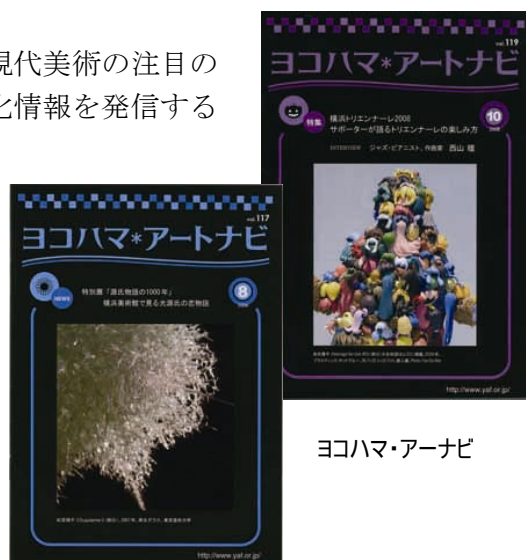 現代美術の注目の
化情報を発信する
vol.119
ヨコハマ*アートナビ
特集
横浜トリエンナーレ2008
サポーターが語るトリエンナーレの楽しみ方
10
INTERVIEW ジャズ・ピアニスト、作曲家 西山 瞳
http://www.yaf.or.jp/
vol.117
ヨコハマ*アートナビ
NEWS
特別展「源氏物語の1000年」
横浜美術館で見る光源氏の恋物語
8
http://www.yaf.or.jp/
ヨコハマ・アーナビ